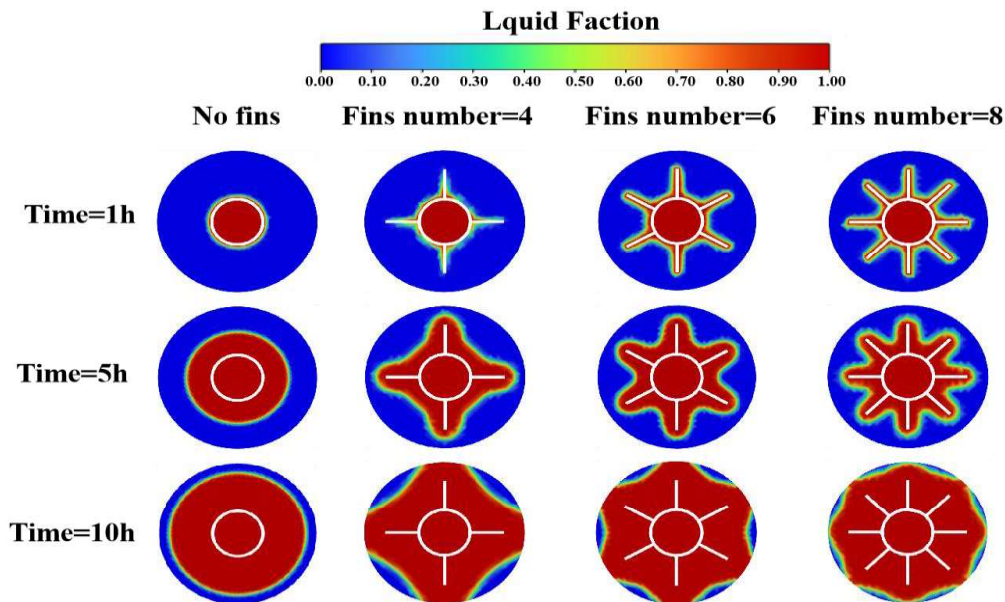 Lquid Faction
0.00 0.10 0.20 0.30 0.40 0.50 0.60 0.70 0.80 0.90 1.00
No fins Fins number=4 Fins number=6 Fins number=8
Time=1h
Time=5h
Time=10h